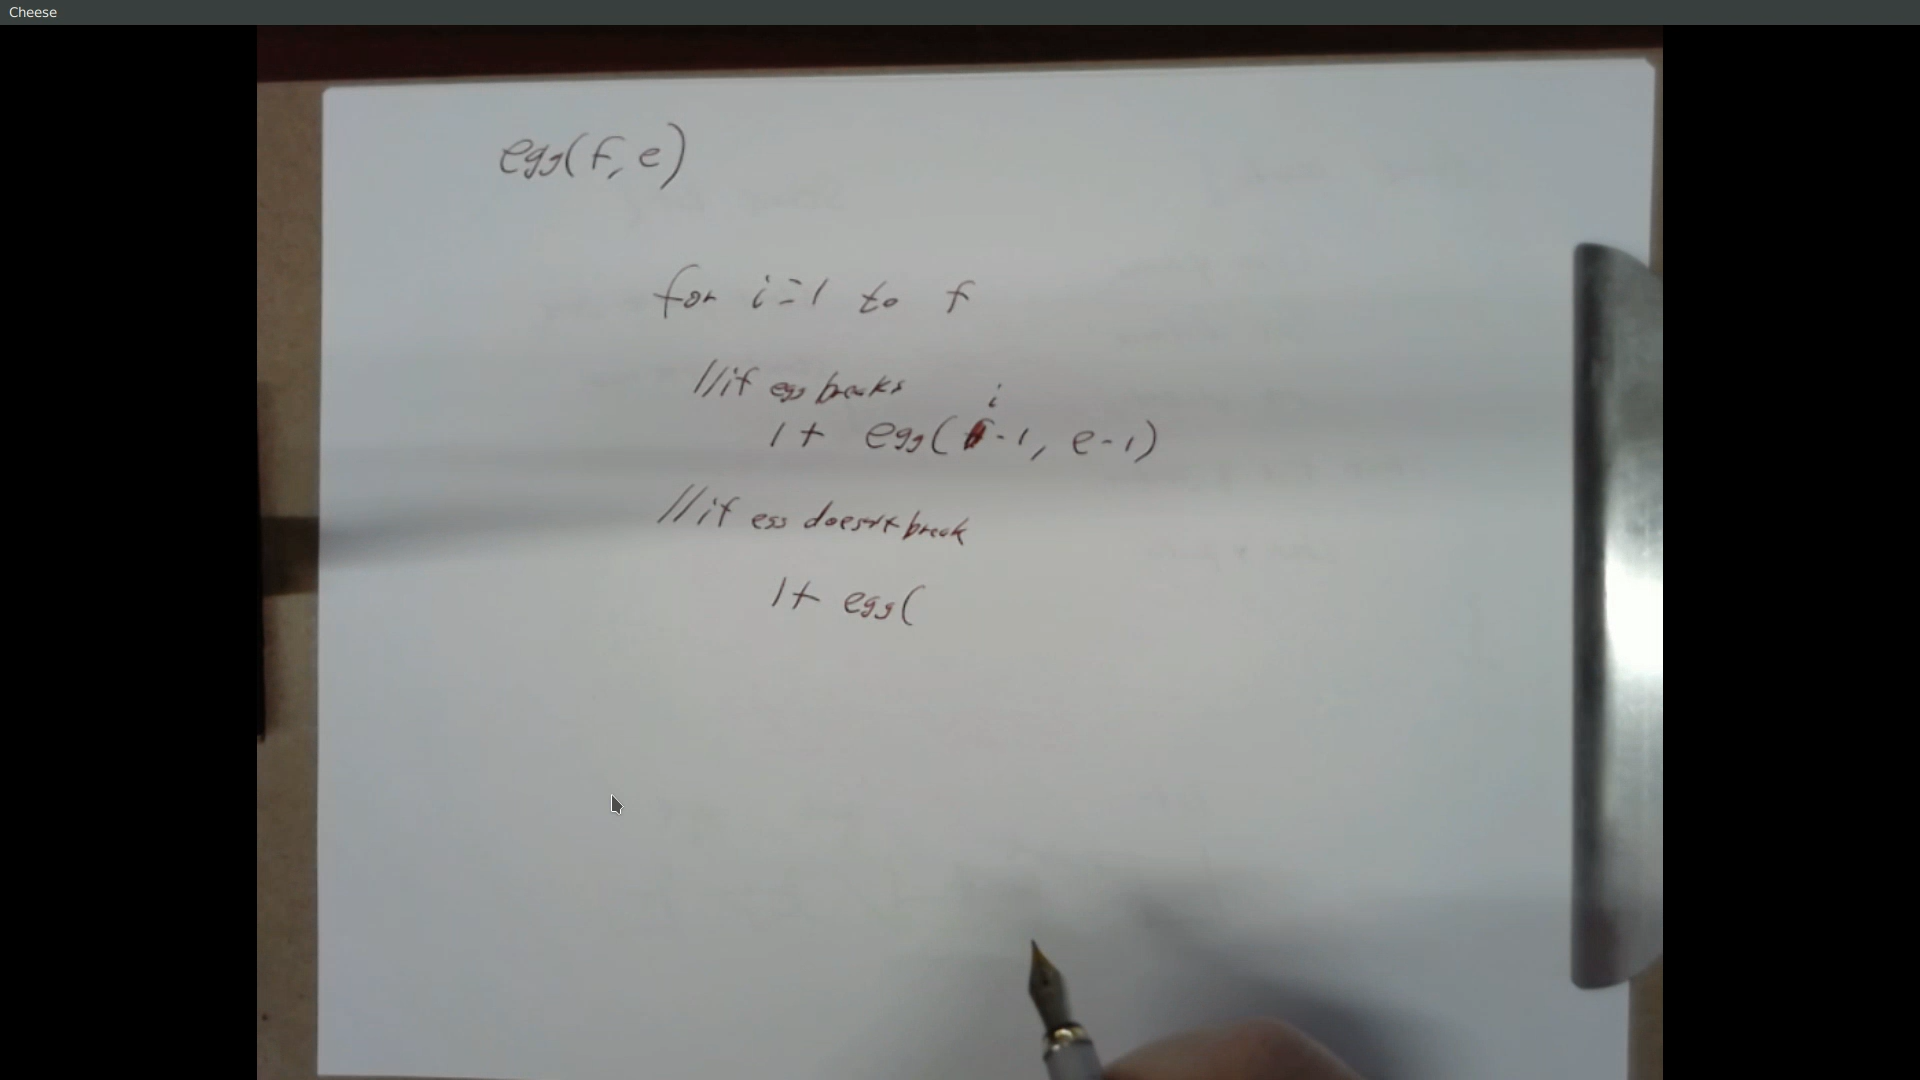 Cheese
egg(f, e)
for i=1 to f
//if egg breaks
i
1+ egg(f-1, e-1)
//if egg doesn't break
1+ egg(